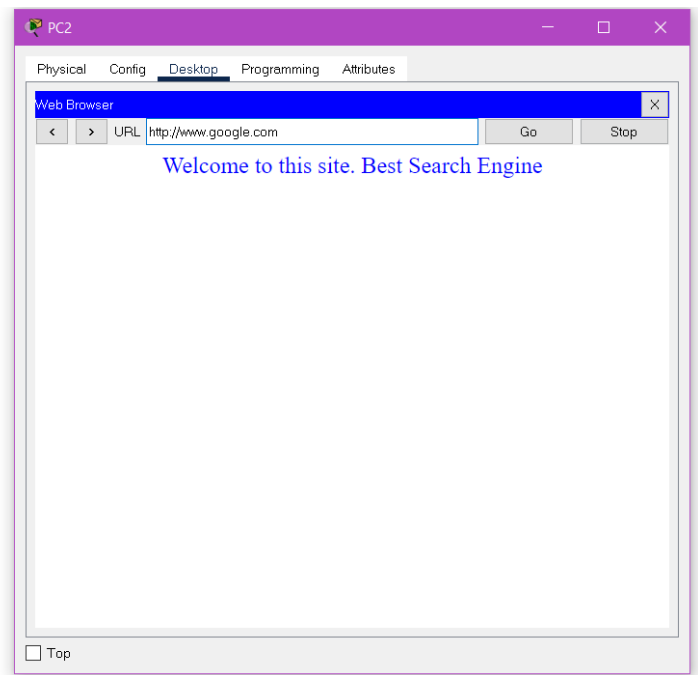 PC2
Physical Config Desktop Programming Attributes
Web Browser X
< > URL http://www.google.com Go Stop
Welcome to this site. Best Search Engine
Top